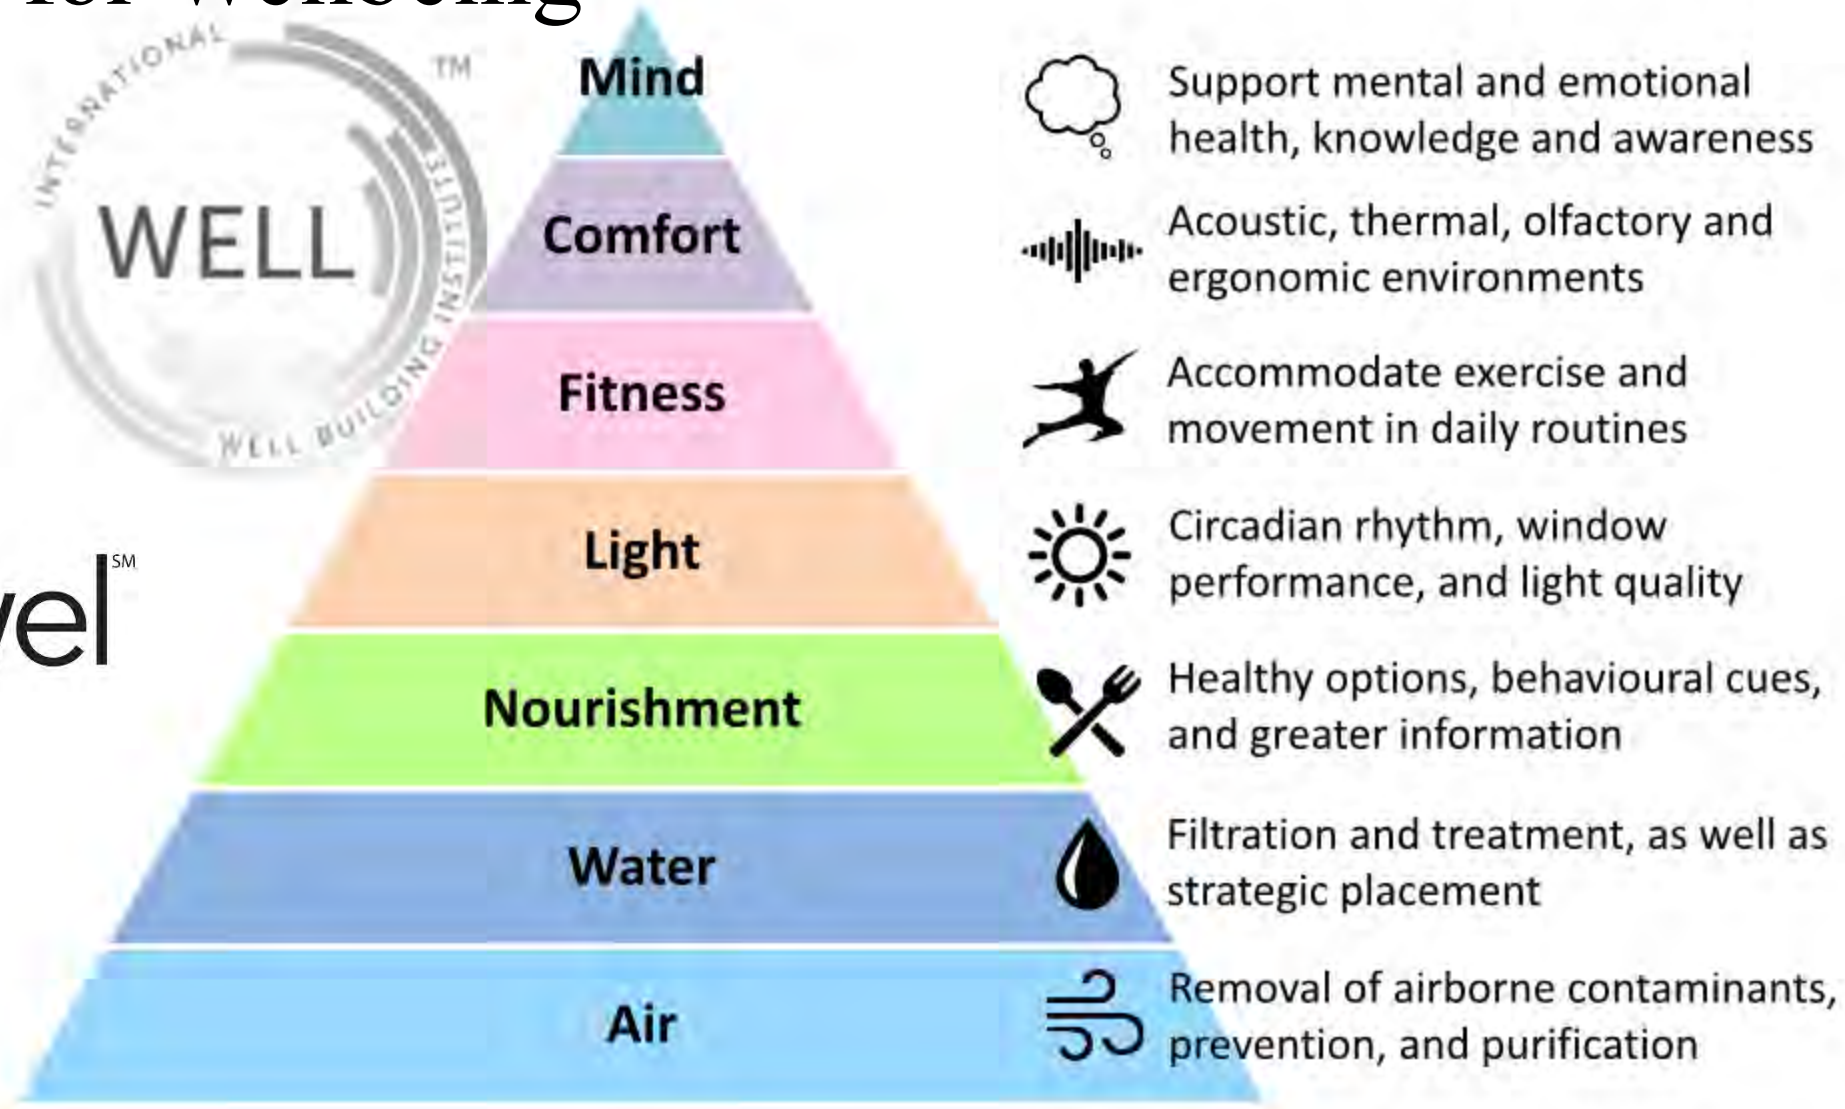 for Wellbeing
INTERNATIONAL
WELL BUILDING INSTITUTE
TM
WELL
Mind
Support mental and emotional
health, knowledge and awareness
Comfort
Acoustic, thermal, olfactory and
ergonomic environments
Fitness
Accommodate exercise and
movement in daily routines
Light
Circadian rhythm, window
performance, and light quality
SM
Nourishment
Healthy options, behavioural cues,
and greater information
Water
Filtration and treatment, as well as
strategic placement
Air
Removal of airborne contaminants,
prevention, and purification